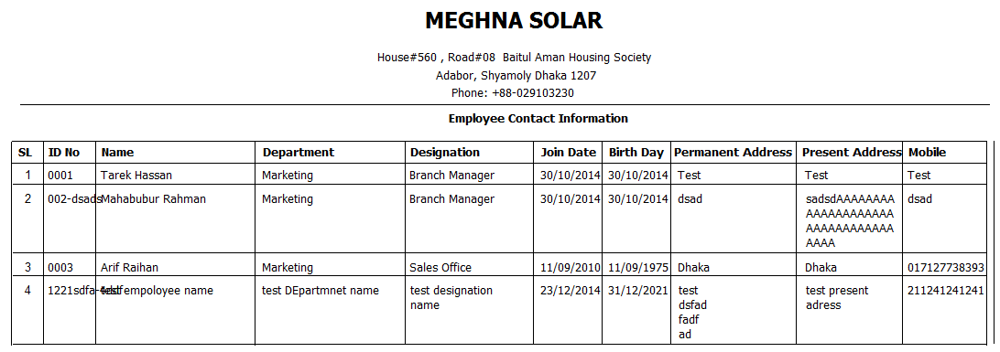 MEGHNA SOLAR
House#560 , Road#08 Baitul Aman Housing Society
Adabor, Shyamoly Dhaka 1207
Phone: +88-029103230
Employee Contact Information
SL ID No Name Department Designation Join Date Birth Day Permanent Address Present Address Mobile
1 0001 Tarek Hassan Marketing Branch Manager 30/10/2014 30/10/2014 Test Test Test
2 002-dsads Mahabubur Rahman Marketing Branch Manager 30/10/2014 30/10/2014 dsad sadsdAAAAAAAA dsad
AAAAAAAAAAAAA
AAAAAAAAAAAAA
AAAA
3 0003 Arif Raihan Marketing Sales Office 11/09/2010 11/09/1975 Dhaka Dhaka 017127738393
4 1221sdfa empoloyee name test DEpartmnet name test designation 23/12/2014 31/12/2021 test test present 211241241241
name dsfad adress
fadf
ad